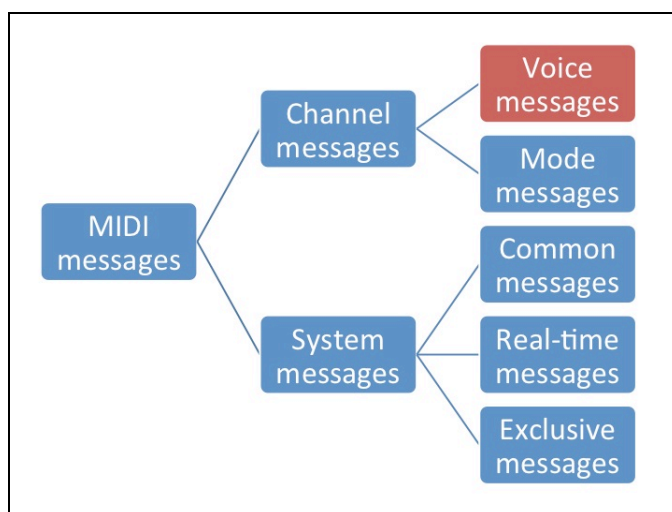 MIDI
messages
Channel
messages
Voice
messages
Mode
messages
System
messages
Common
messages
Real-time
messages
Exclusive
messages